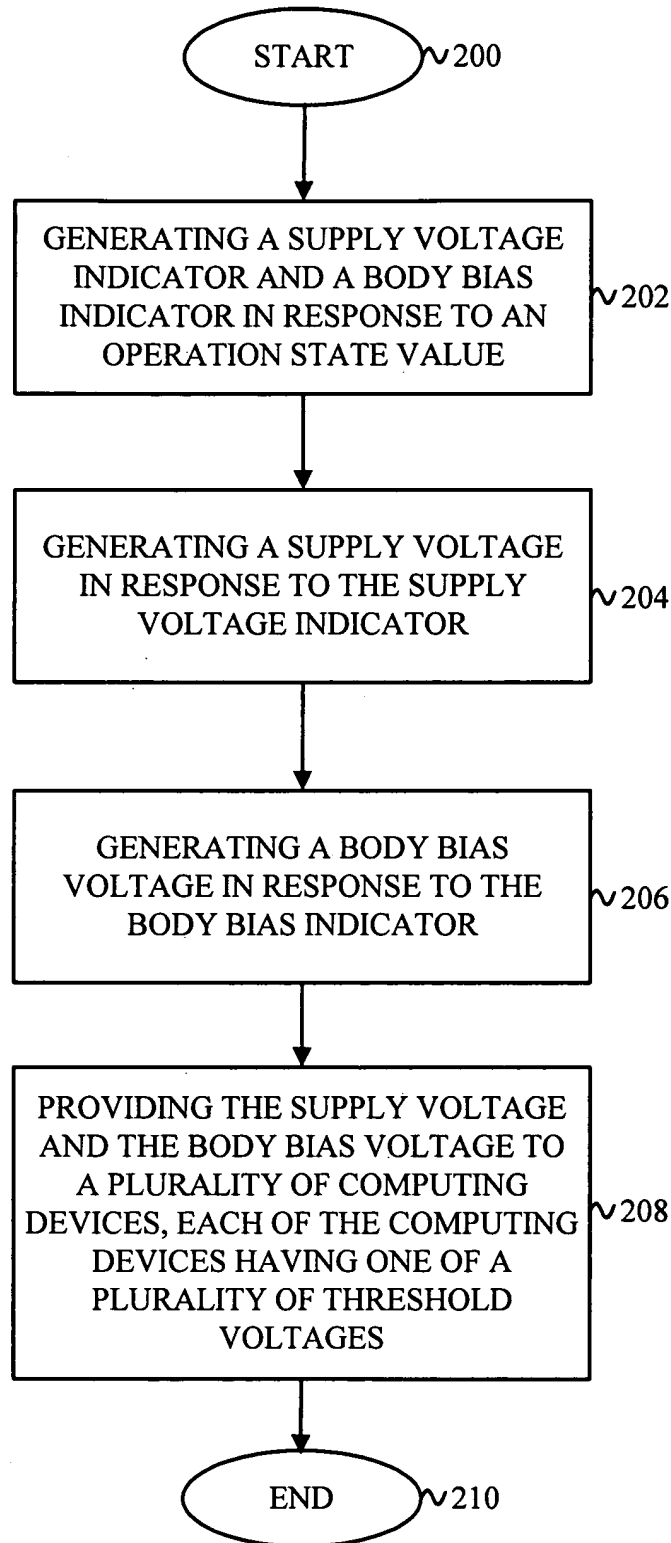 START
200
GENERATING A SUPPLY VOLTAGE
INDICATOR AND A BODY BIAS
INDICATOR IN RESPONSE TO AN
OPERATION STATE VALUE
202
GENERATING A SUPPLY VOLTAGE
IN RESPONSE TO THE SUPPLY
VOLTAGE INDICATOR
204
GENERATING A BODY BIAS
VOLTAGE IN RESPONSE TO THE
BODY BIAS INDICATOR
206
PROVIDING THE SUPPLY VOLTAGE
AND THE BODY BIAS VOLTAGE TO
A PLURALITY OF COMPUTING
DEVICES, EACH OF THE COMPUTING
DEVICES HAVING ONE OF A
PLURALITY OF THRESHOLD
VOLTAGES
208
END
210